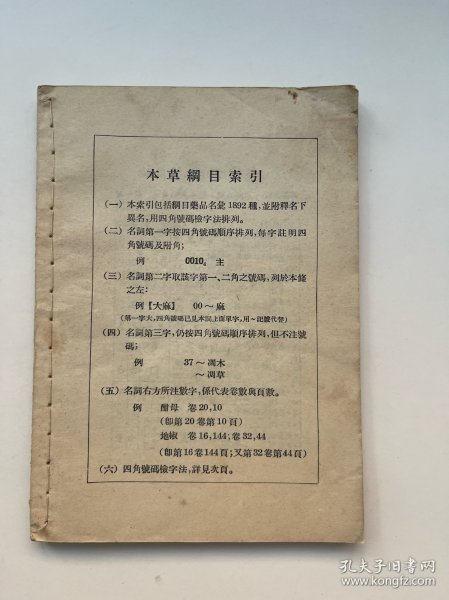 本草綱目索引
(一) 本索引包括綱目藥品名彙1892種,並附釋名下
異名,用四角號碼檢字法排列。
(二) 名詞第一字按四角號碼順序排列,每字註明四
角號碼及附角;
例 0010₄ 主
(三) 名詞第二字取該字第一、二角之號碼,列於本條
之左:
例【大麻】 00～麻
(第一字大,四角號碼已見本詞上面單字,用～記號代替)
(四) 名詞第三字,仍按四角號碼順序排列,但不注號
碼;
例 37～凋木
～凋草
(五) 名詞右方所注數字,係代表卷數與頁數。
例 醋母 卷20,10
(即第20卷第10頁)
地椒 卷16,144;卷32,44
(即第16卷144頁;又第32卷第44頁)
(六) 四角號碼檢字法,詳見次頁。
孔夫子旧书网
www.kongfz.com